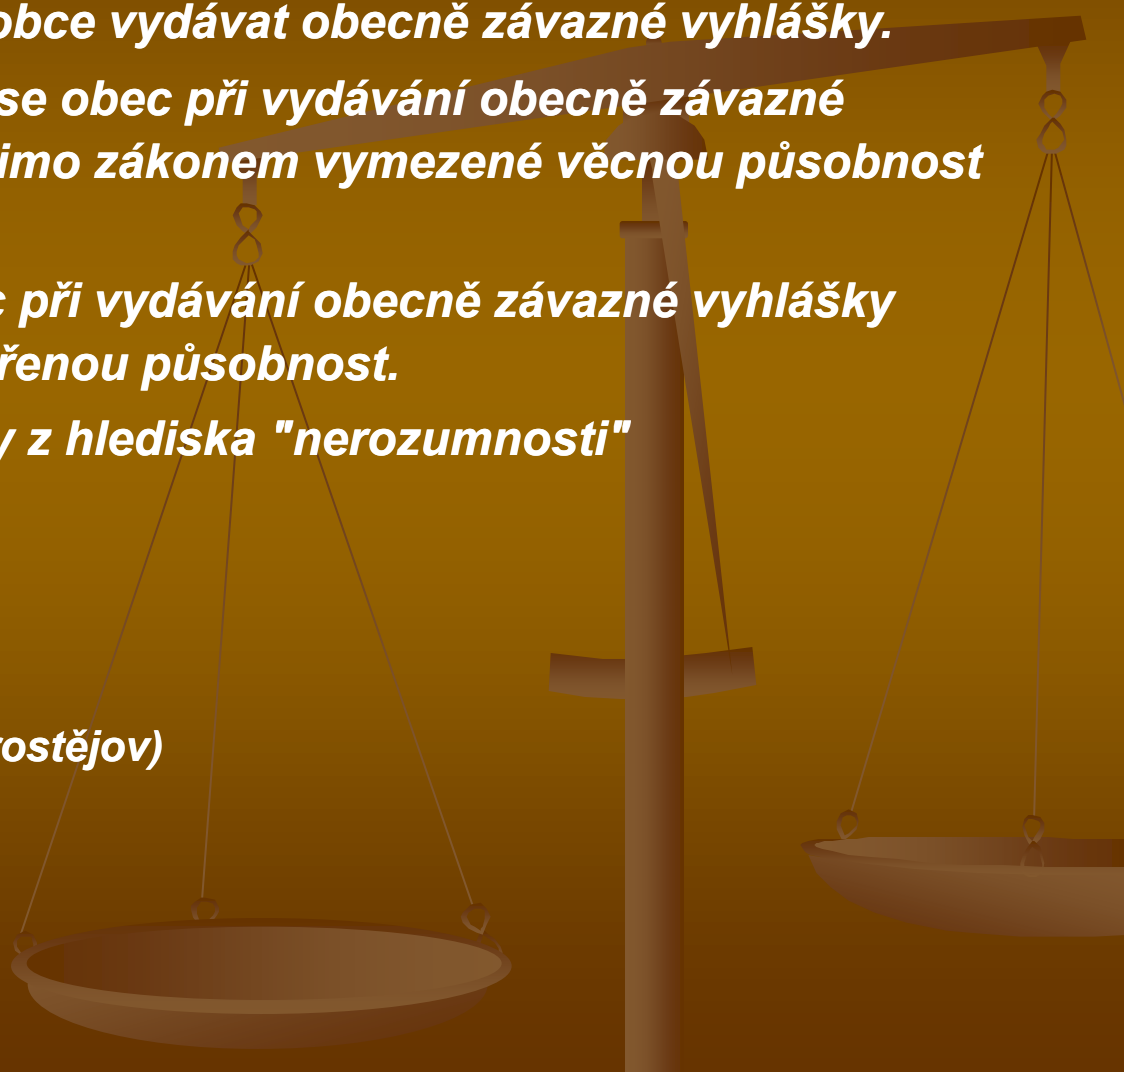 obce vydávat obecně závazné vyhlášky.
se obec při vydávání obecně závazné
imo zákonem vymezené věcnou působnost
při vydávání obecně závazné vyhlášky
řenou působnost.
y z hlediska "nerozumnosti"
rostějov)